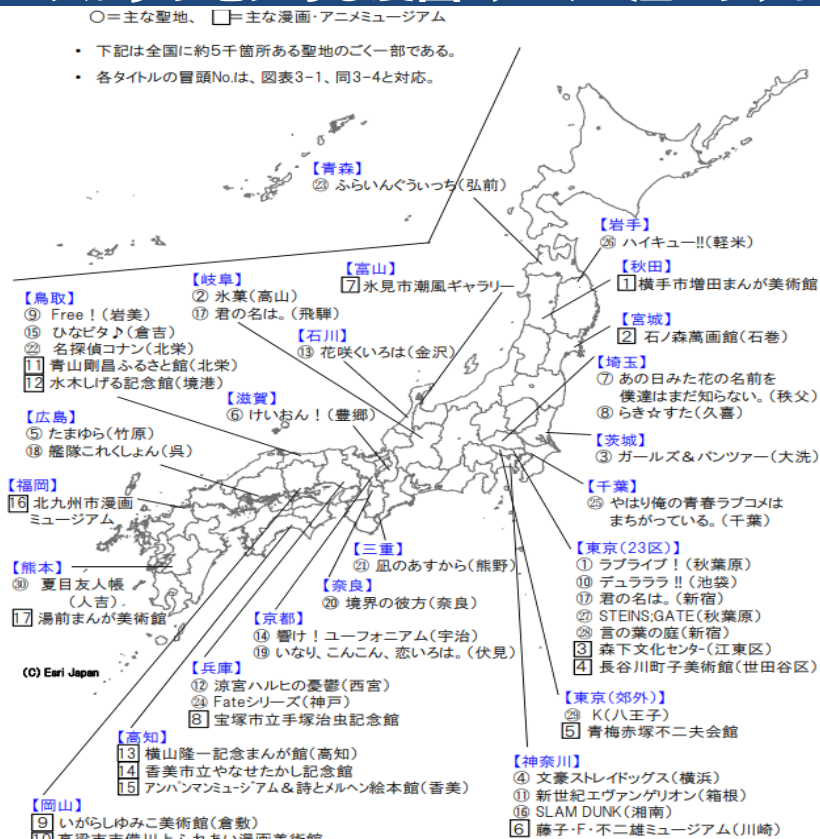 ○=主な聖地、 □=主な漫画・アニメミュージアム
• 下記は全国に約5千箇所ある聖地のごく一部である。
• 各タイトルの冒頭No.は、図表3-1、同3-4と対応。
【青森】
㉓ ふらいんぐうぃっち(弘前)
【岩手】
㉖ ハイキュー!!(軽米)
【秋田】
1 横手市増田まんが美術館
【宮城】
2 石ノ森萬画館(石巻)
【埼玉】
⑦ あの日みた花の名前を
僕達はまだ知らない。(秩父)
⑧ らき☆すた(久喜)
【茨城】
③ ガールズ&パンツァー(大洗)
【千葉】
㉕ やはり俺の青春ラブコメは
まちがっている。(千葉)
【東京(23区)】
① ラブライブ!(秋葉原)
⑩ デュラララ!!(池袋)
⑰ 君の名は。(新宿)
㉗ STEINS;GATE(秋葉原)
㉘ 言の葉の庭(新宿)
3 森下文化センター(江東区)
4 長谷川町子美術館(世田谷区)
【東京(郊外)】
㉙ K(八王子)
5 青梅赤塚不二夫会館
【神奈川】
④ 文豪ストレイドッグス(横浜)
⑪ 新世紀エヴァンゲリオン(箱根)
⑯ SLAM DUNK(湘南)
6 藤子・F・不二雄ミュージアム(川崎)
【富山】
7 氷見市潮風ギャラリー
【岐阜】
② 氷菓(高山)
⑰ 君の名は。(飛騨)
【石川】
⑬ 花咲くいろは(金沢)
【滋賀】
⑥ けいおん!(豊郷)
【鳥取】
⑨ Free!(岩美)
⑮ ひなビタ♪(倉吉)
㉒ 名探偵コナン(北栄)
11 青山剛昌ふるさと館(北栄)
12 水木しげる記念館(境港)
【広島】
⑤ たまゆら(竹原)
⑱ 艦隊これくしょん(呉)
【福岡】
16 北九州市漫画
ミュージアム
【熊本】
㉚ 夏目友人帳
(人吉)
17 湯前まんが美術館
【三重】
㉑ 凪のあすから(熊野)
【奈良】
⑳ 境界の彼方(奈良)
【京都】
⑭ 響け!ユーフォニアム(宇治)
⑲ いなり、こんこん、恋いろは。(伏見)
【兵庫】
⑫ 涼宮ハルヒの憂鬱(西宮)
㉔ Fateシリーズ(神戸)
8 宝塚市立手塚治虫記念館
【高知】
13 横山隆一記念まんが館(高知)
14 香美市立やなせたかし記念館
15 アンパンマンミュージアム&詩とメルヘン絵本館(香美)
【岡山】
9 いがらしゆみこ美術館(倉敷)
(C) Esri Japan